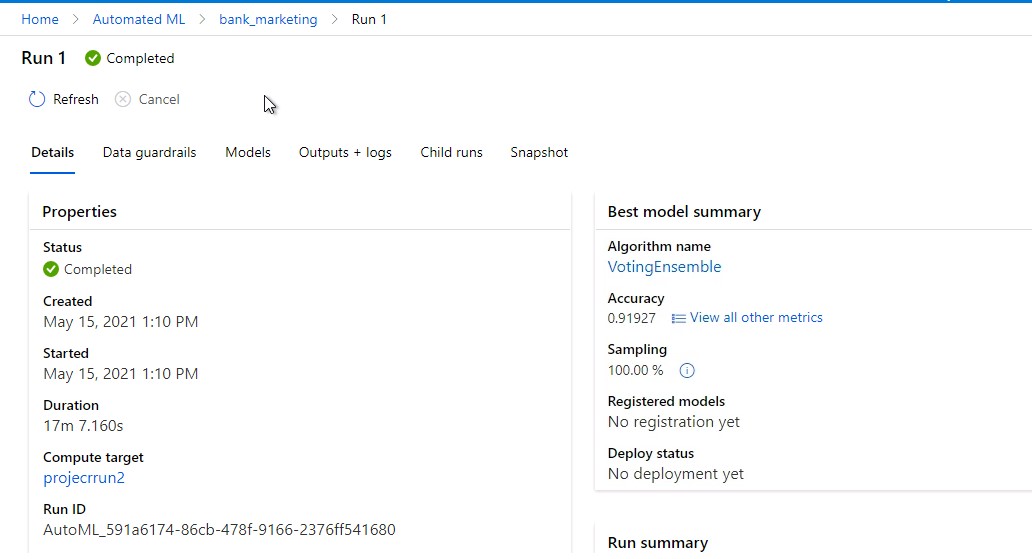 Home > Automated ML > bank_marketing > Run 1
Run 1 Completed
Refresh Cancel
Details Data guardrails Models Outputs + logs Child runs Snapshot
Properties
Status
Completed
Created
May 15, 2021 1:10 PM
Started
May 15, 2021 1:10 PM
Duration
17m 7.160s
Compute target
projecrrun2
Run ID
AutoML_591a6174-86cb-478f-9166-2376ff541680
Best model summary
Algorithm name
VotingEnsemble
Accuracy
0.91927 View all other metrics
Sampling
100.00 %
Registered models
No registration yet
Deploy status
No deployment yet
Run summary